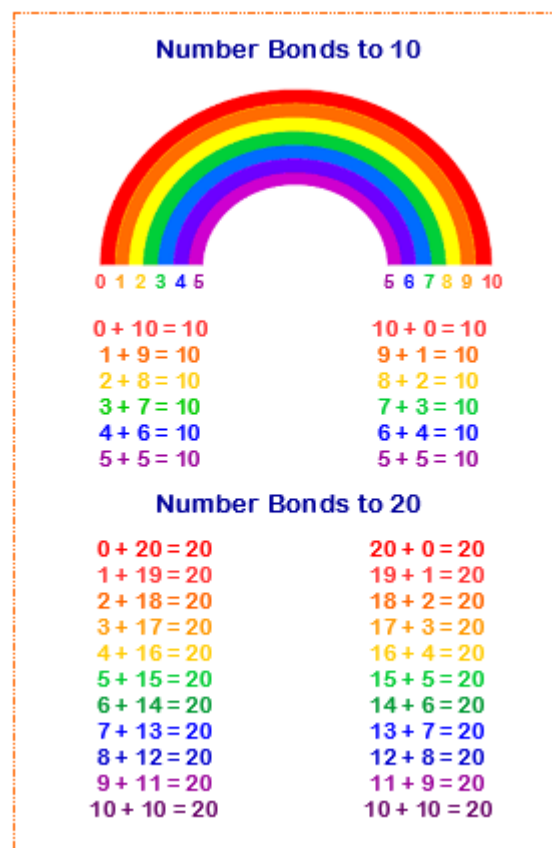 Number Bonds to 10
0 1 2 3 4 5 5 6 7 8 9 10
0 + 10 = 10 10 + 0 = 10
1 + 9 = 10 9 + 1 = 10
2 + 8 = 10 8 + 2 = 10
3 + 7 = 10 7 + 3 = 10
4 + 6 = 10 6 + 4 = 10
5 + 5 = 10 5 + 5 = 10
Number Bonds to 20
0 + 20 = 20 20 + 0 = 20
1 + 19 = 20 19 + 1 = 20
2 + 18 = 20 18 + 2 = 20
3 + 17 = 20 17 + 3 = 20
4 + 16 = 20 16 + 4 = 20
5 + 15 = 20 15 + 5 = 20
6 + 14 = 20 14 + 6 = 20
7 + 13 = 20 13 + 7 = 20
8 + 12 = 20 12 + 8 = 20
9 + 11 = 20 11 + 9 = 20
10 + 10 = 20 10 + 10 = 20